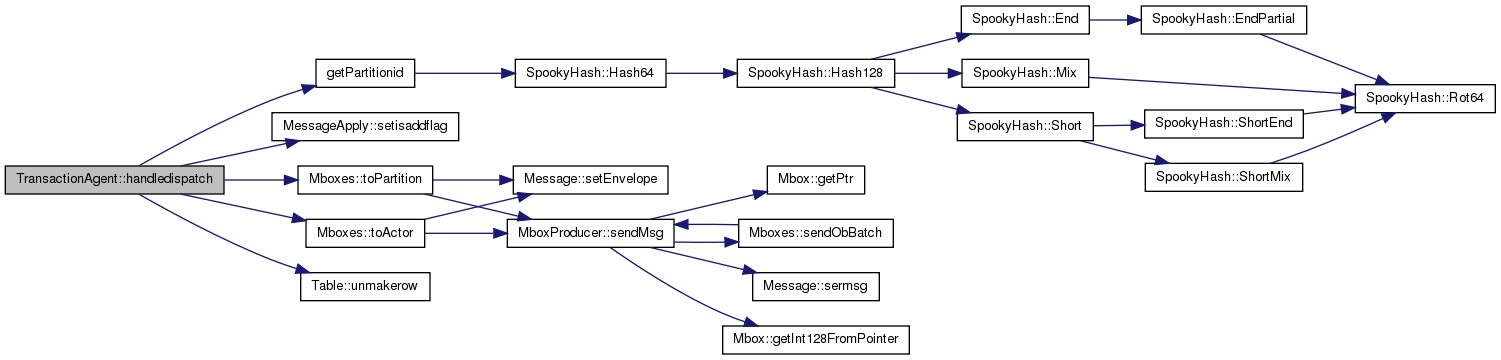 TransactionAgent::handledispatch
getPartitionid
MessageApply::setisaddflag
Mboxes::toPartition
Mboxes::toActor
Table::unmakerow
SpookyHash::Hash64
Message::setEnvelope
MboxProducer::sendMsg
SpookyHash::Hash128
Mbox::getPtr
Mboxes::sendObBatch
Message::sermsg
Mbox::getInt128FromPointer
SpookyHash::End
SpookyHash::Mix
SpookyHash::Short
SpookyHash::EndPartial
SpookyHash::ShortEnd
SpookyHash::ShortMix
SpookyHash::Rot64